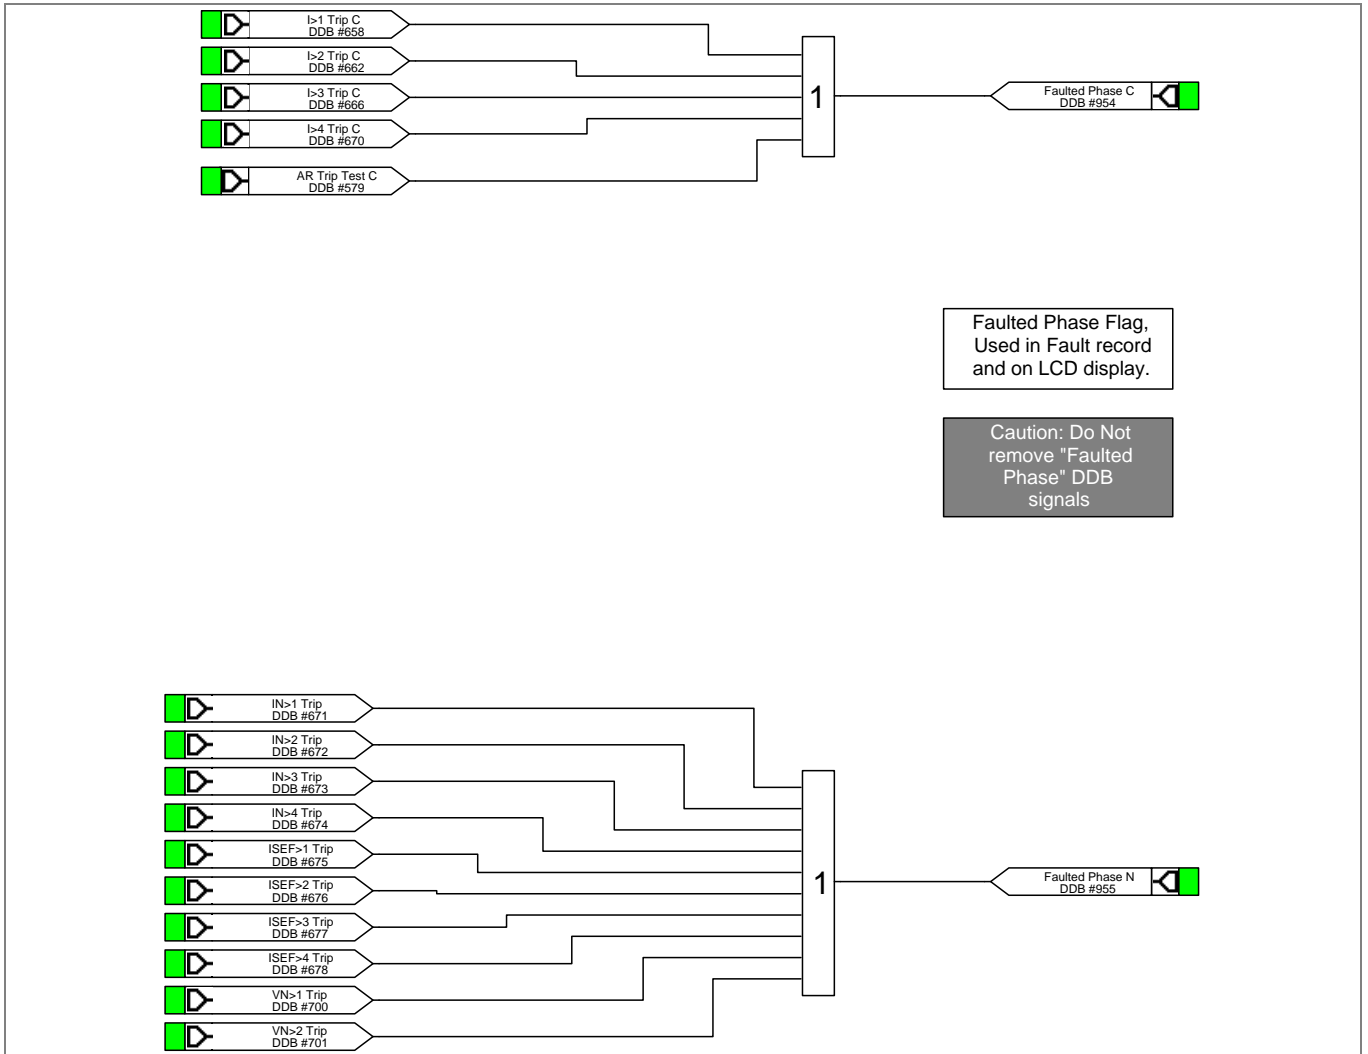 I>1 Trip C
DDB #658
I>2 Trip C
DDB #662
I>3 Trip C
DDB #666
I>4 Trip C
DDB #670
AR Trip Test C
DDB #579
1
Faulted Phase C
DDB #954
Faulted Phase Flag,
Used in Fault record
and on LCD display.
Caution: Do Not
remove "Faulted
Phase" DDB
signals
IN>1 Trip
DDB #671
IN>2 Trip
DDB #672
IN>3 Trip
DDB #673
IN>4 Trip
DDB #674
ISEF>1 Trip
DDB #675
ISEF>2 Trip
DDB #676
ISEF>3 Trip
DDB #677
ISEF>4 Trip
DDB #678
VN>1 Trip
DDB #700
VN>2 Trip
DDB #701
1
Faulted Phase N
DDB #955